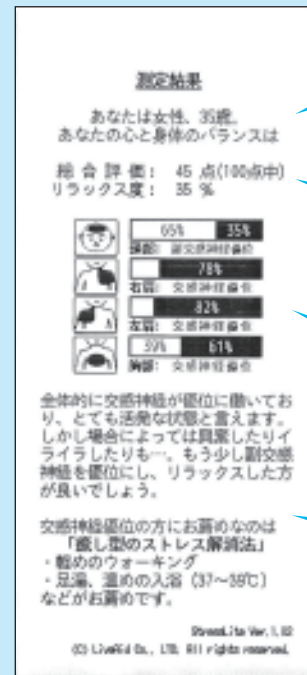 測定結果
あなたは女性、35歳。
あなたの心と身体のバランスは
総合評価: 45 点(100点中)
リラックス度: 35 %
65% 35%
頭部: 副交感神経優位
78%
右肩: 交感神経優位
82%
左肩: 交感神経優位
39% 61%
胸部: 交感神経優位
全体的に交感神経が優位に働いてお
り、とても活発な状態と言えます。
しかし場合によっては興奮したりイ
ライラしたりも…。もう少し副交感
神経を優位にし、リラックスした方
が良いでしょう。
交感神経優位の方にお薦めなのは
「癒し型のストレス解消法」
・軽めのウォーキング
・足湯、温めの入浴 (37〜39℃)
などがお薦めです。
Ver.1.02
(C) Co., LTD. All rights reserved.